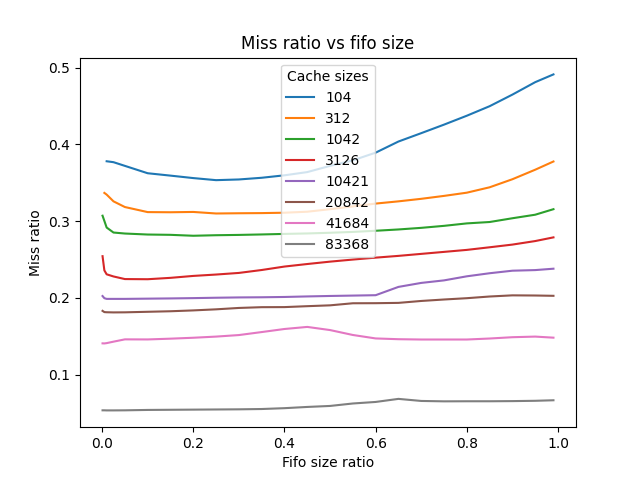 Miss ratio vs fifo size
Miss ratio
0.5
0.4
0.3
0.2
0.1
Cache sizes
104
312
1042
3126
10421
20842
41684
83368
0.0 0.2 0.4 0.6 0.8 1.0
Fifo size ratio